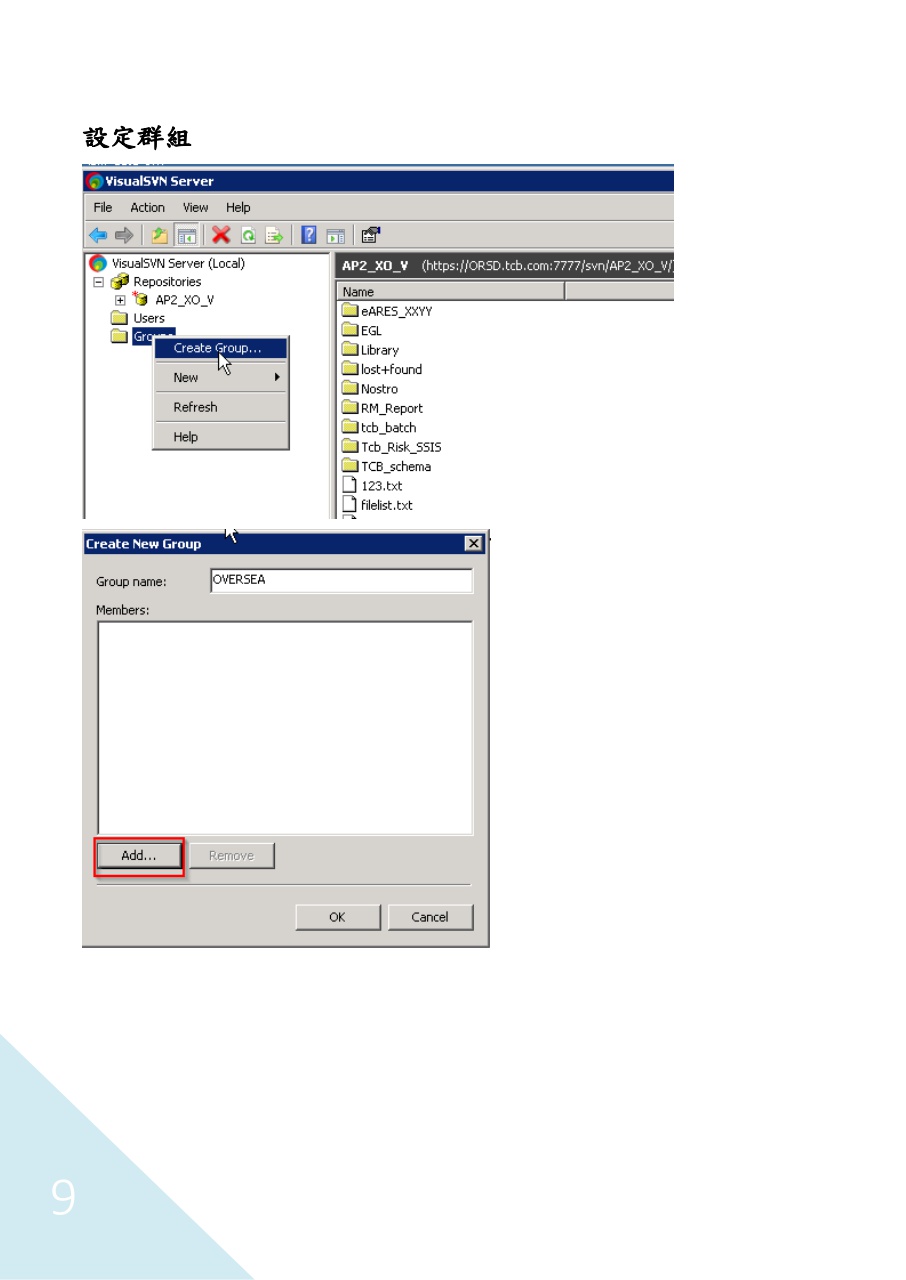 設定群組
VisualSVN Server
File Action View Help
VisualSVN Server (Local)
Repositories
AP2_XO_V
Users
Create Group...
New
Refresh
Help
AP2_XO_V (https://ORSD.tcb.com:7777/svn/AP2_XO_V/)
Name
eARES_XXYY
EGL
Library
lost+found
Nostro
RM_Report
tcb_batch
Tcb_Risk_SSIS
TCB_schema
123.txt
filelist.txt
Create New Group
Group name: OVERSEA
Members:
Add... Remove
OK Cancel
9